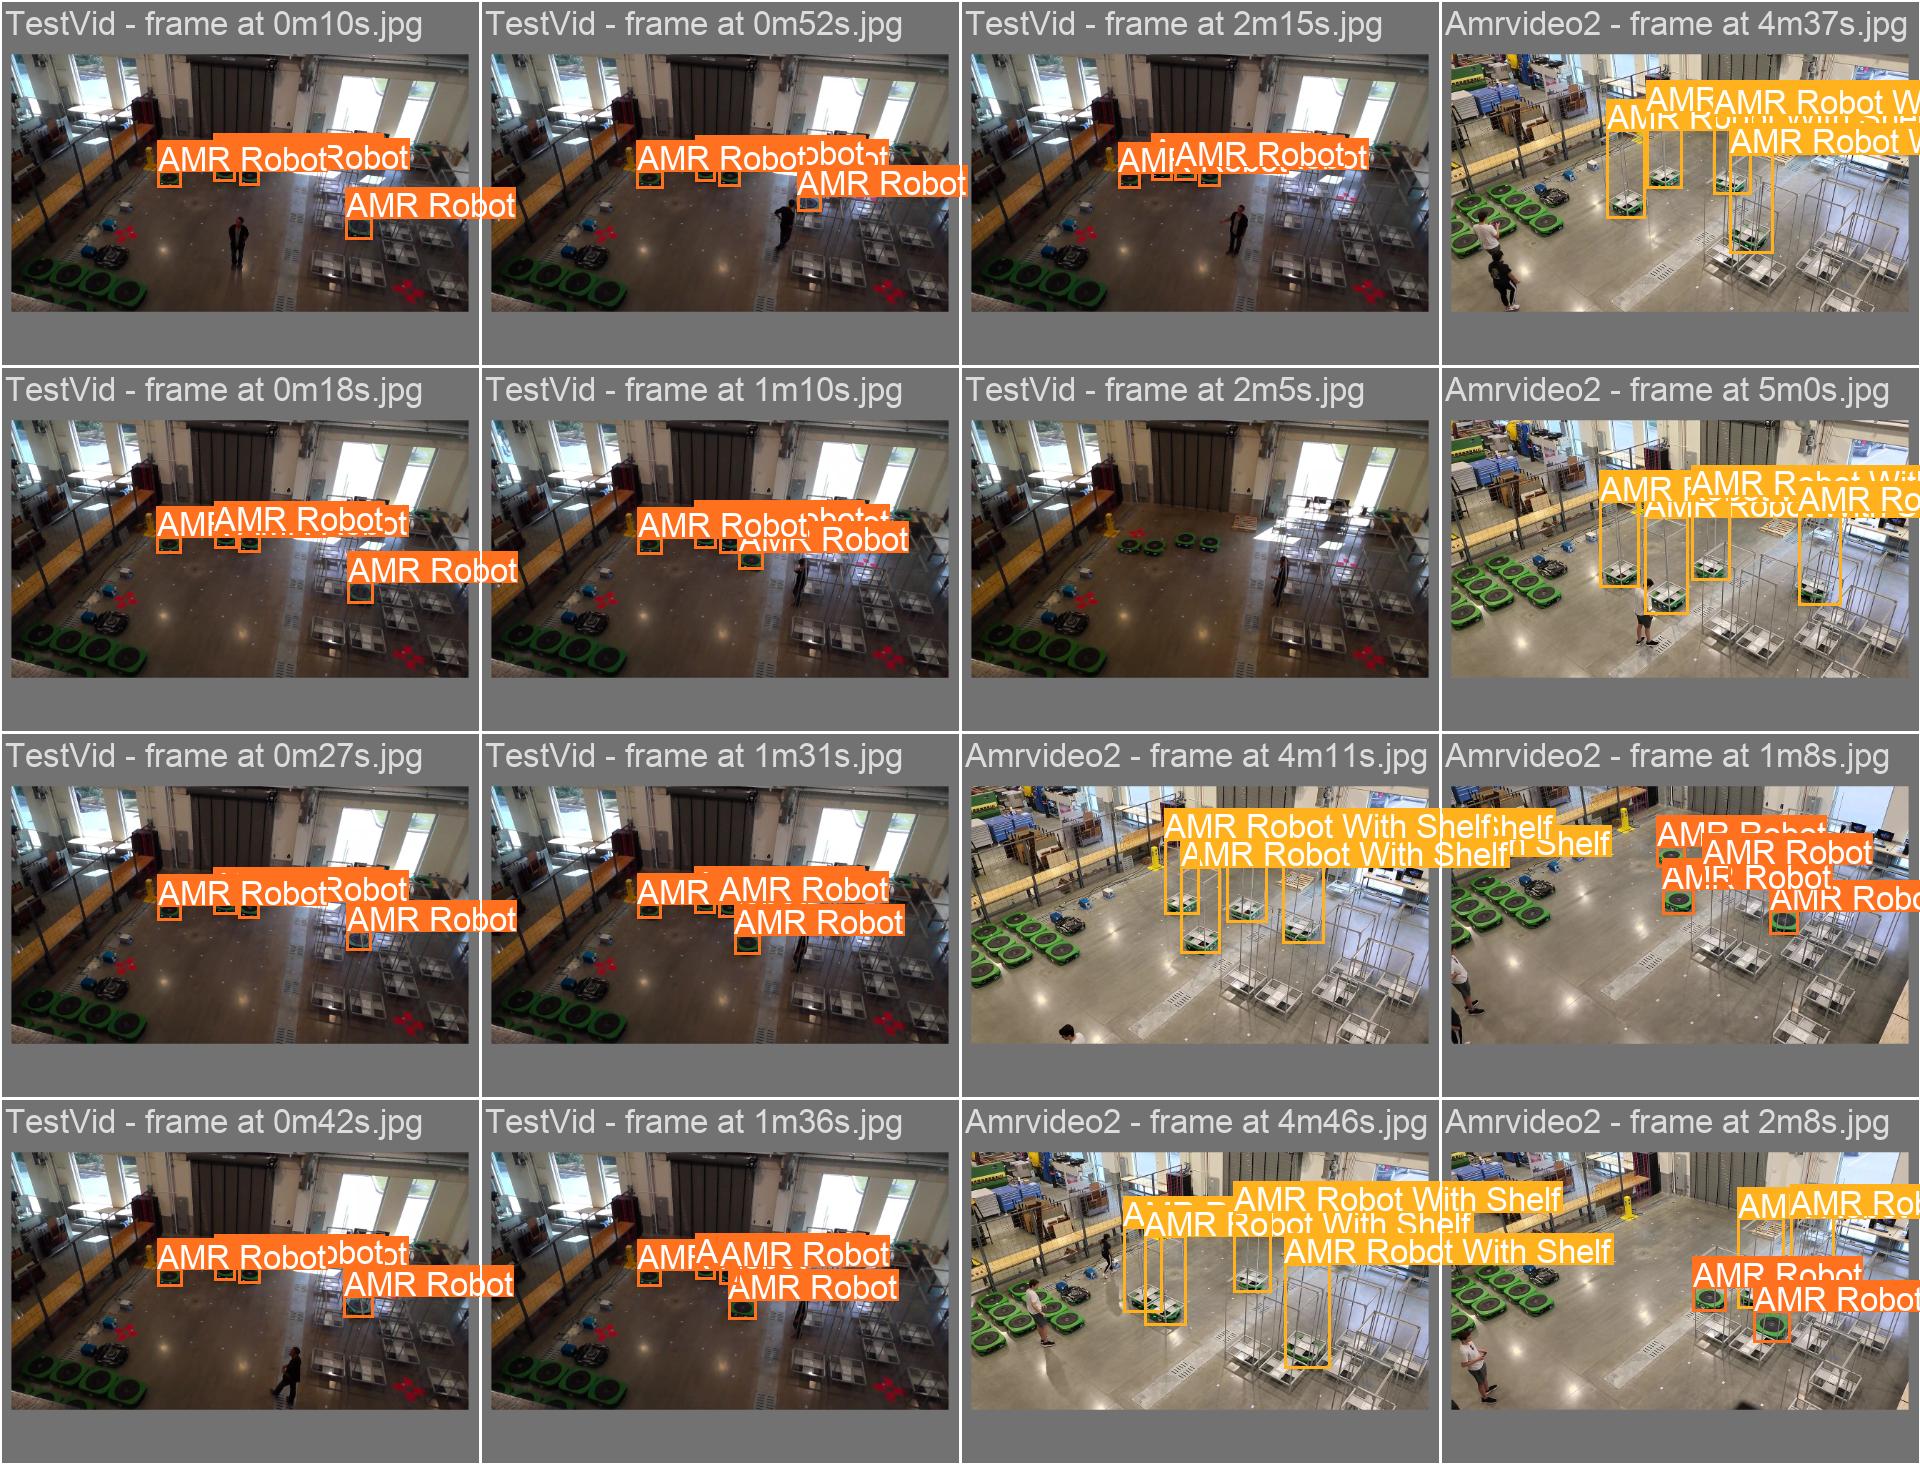 TestVid - frame at 0m10s.jpg
AMR Robot
Robot
AMR Robot
TestVid - frame at 0m52s.jpg
AMR Robot
AMR Robot
TestVid - frame at 2m15s.jpg
AMR Robot
Amrvideo2 - frame at 4m37s.jpg
AMR Robot W
AMR Robot W
TestVid - frame at 0m18s.jpg
AMR Robot
AMR Robot
TestVid - frame at 1m10s.jpg
AMR Robot
AMR Robot
TestVid - frame at 2m5s.jpg
Amrvideo2 - frame at 5m0s.jpg
AMR Robot With
AMR Robot
AMR Ro
TestVid - frame at 0m27s.jpg
AMR Robot
Robot
AMR Robot
TestVid - frame at 1m31s.jpg
AMR
AMR Robot
AMR Robot
Amrvideo2 - frame at 4m11s.jpg
AMR Robot With Shelf
Shelf
Shelf
AMR Robot With Shelf
Amrvideo2 - frame at 1m8s.jpg
AMR Robot
AMR Robot
AMR Robot
AMR Robo
TestVid - frame at 0m42s.jpg
AMR Robot
AMR Robot
TestVid - frame at 1m36s.jpg
AMR Robot
AMR Robot
Amrvideo2 - frame at 4m46s.jpg
AMR Robot With Shelf
AMR Robot With Shelf
AMR Robot With Shelf
Amrvideo2 - frame at 2m8s.jpg
AM
AMR Rob
AMR Robot
AMR Robot